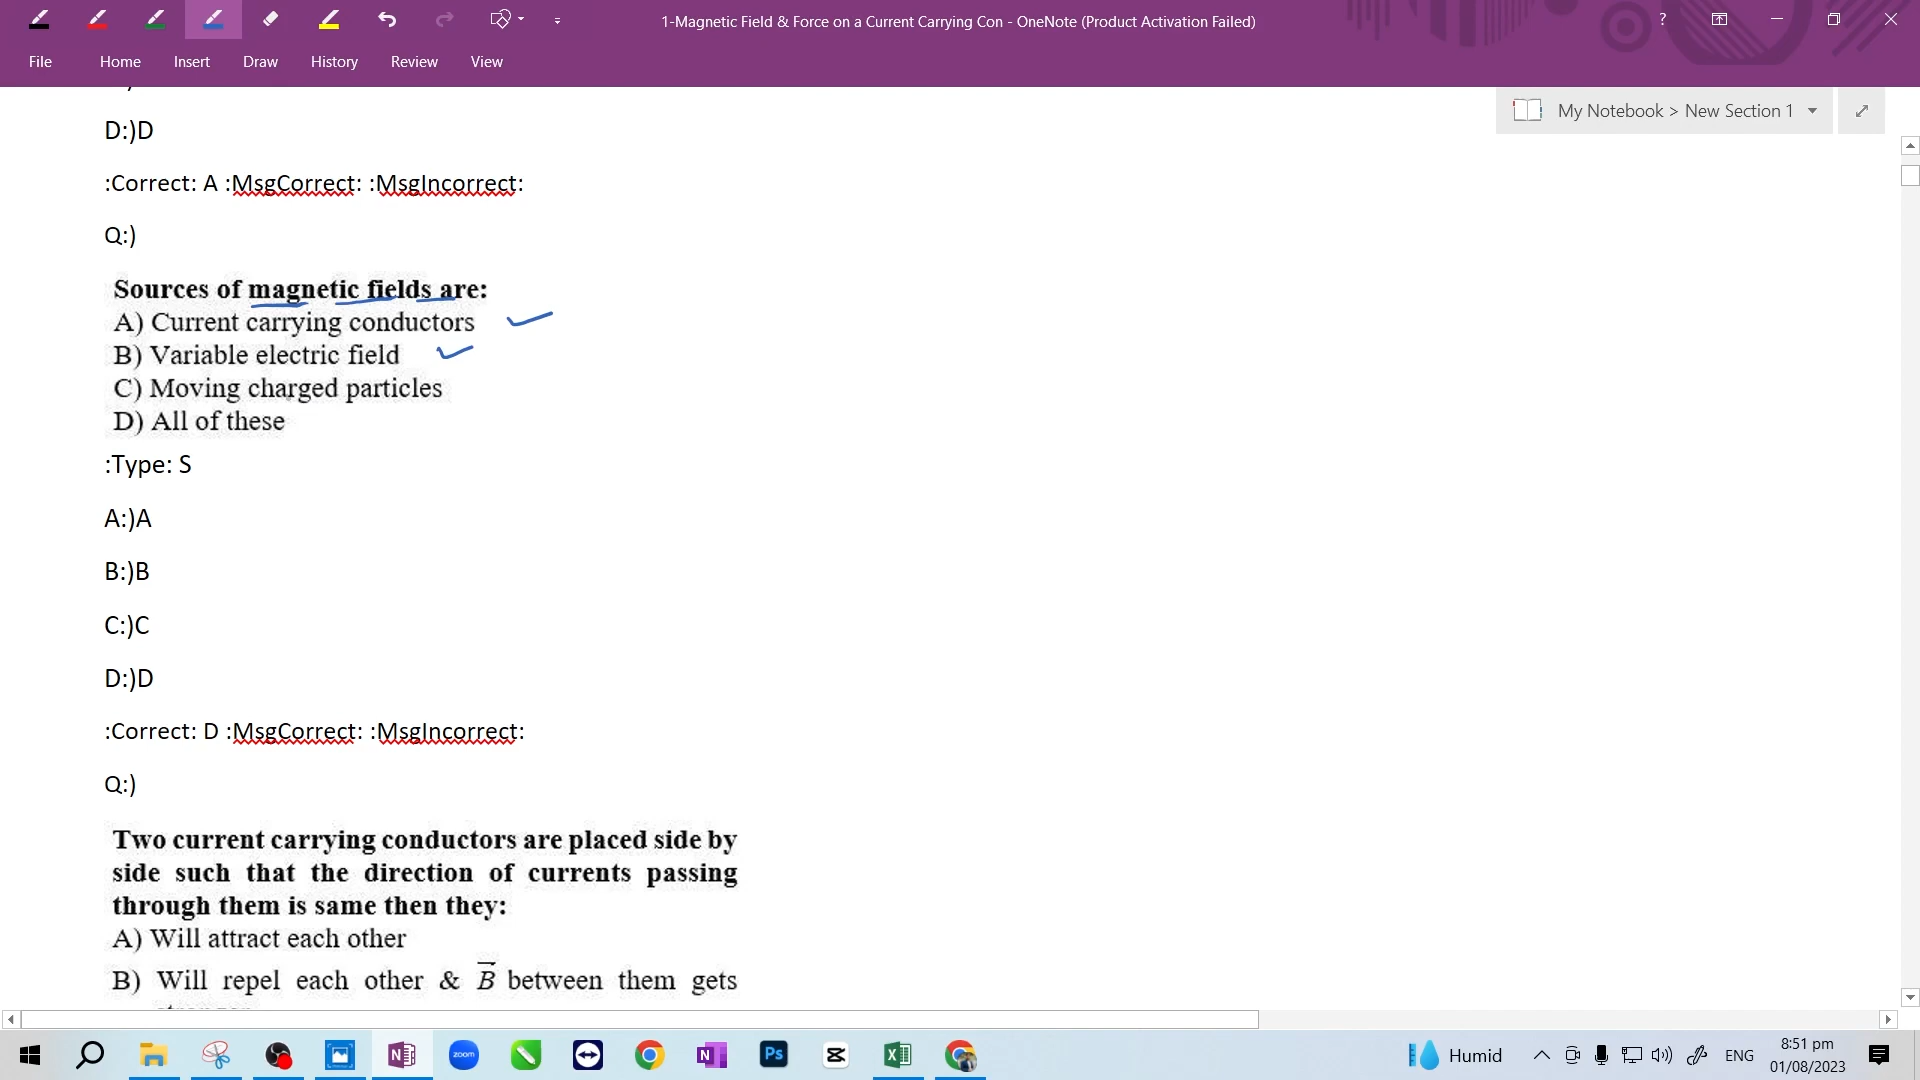 1-Magnetic Field & Force on a Current Carrying Con - OneNote (Product Activation Failed)
?
File Home Insert Draw History Review View
My Notebook > New Section 1
D:)D
:Correct: A :MsgCorrect: :MsgIncorrect:
Q:)
Sources of magnetic fields are:
A) Current carrying conductors
B) Variable electric field
C) Moving charged particles
D) All of these
:Type: S
A:)A
B:)B
C:)C
D:)D
:Correct: D :MsgCorrect: :MsgIncorrect:
Q:)
Two current carrying conductors are placed side by
side such that the direction of currents passing
through them is same then they:
A) Will attract each other
B) Will repel each other & B between them gets
zoom
N
N
Ps
X
Humid
ENG
8:51 pm
01/08/2023